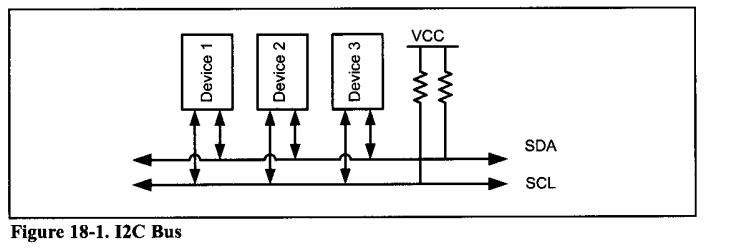 Device 1
Device 2
Device 3
VCC
SDA
SCL
Figure 18-1. I2C Bus